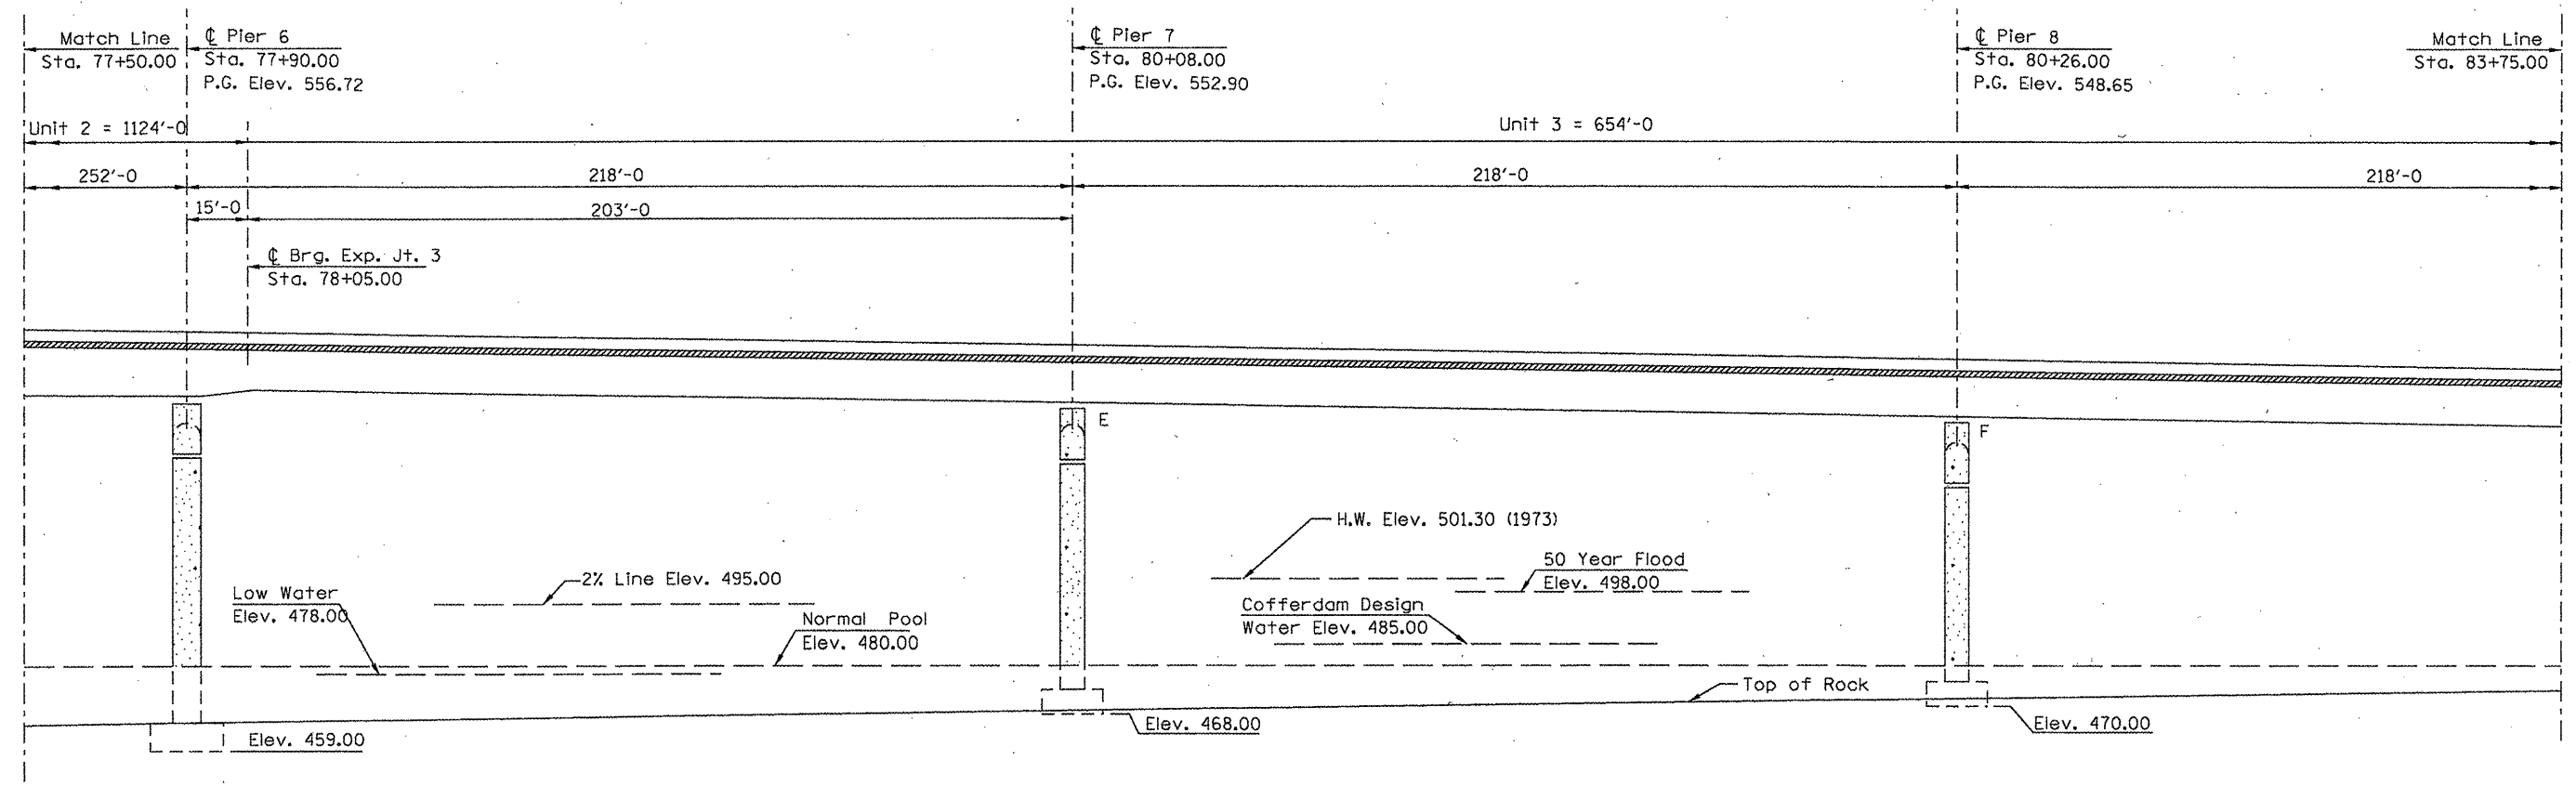 Match Line
Sta. 77+50.00
℄ Pier 6
Sta. 77+90.00
P.G. Elev. 556.72
℄ Pier 7
Sta. 80+08.00
P.G. Elev. 552.90
℄ Pier 8
Sta. 80+26.00
P.G. Elev. 548.65
Match Line
Sta. 83+75.00
Unit 2 = 1124'-0
Unit 3 = 654'-0
252'-0
218'-0
218'-0
218'-0
15'-0
203'-0
℄ Brg. Exp. Jt. 3
Sta. 78+05.00
E
F
H.W. Elev. 501.30 (1973)
50 Year Flood
Elev. 498.00
2% Line Elev. 495.00
Low Water
Elev. 478.00
Normal Pool
Elev. 480.00
Cofferdam Design
Water Elev. 485.00
Top of Rock
Elev. 459.00
Elev. 468.00
Elev. 470.00